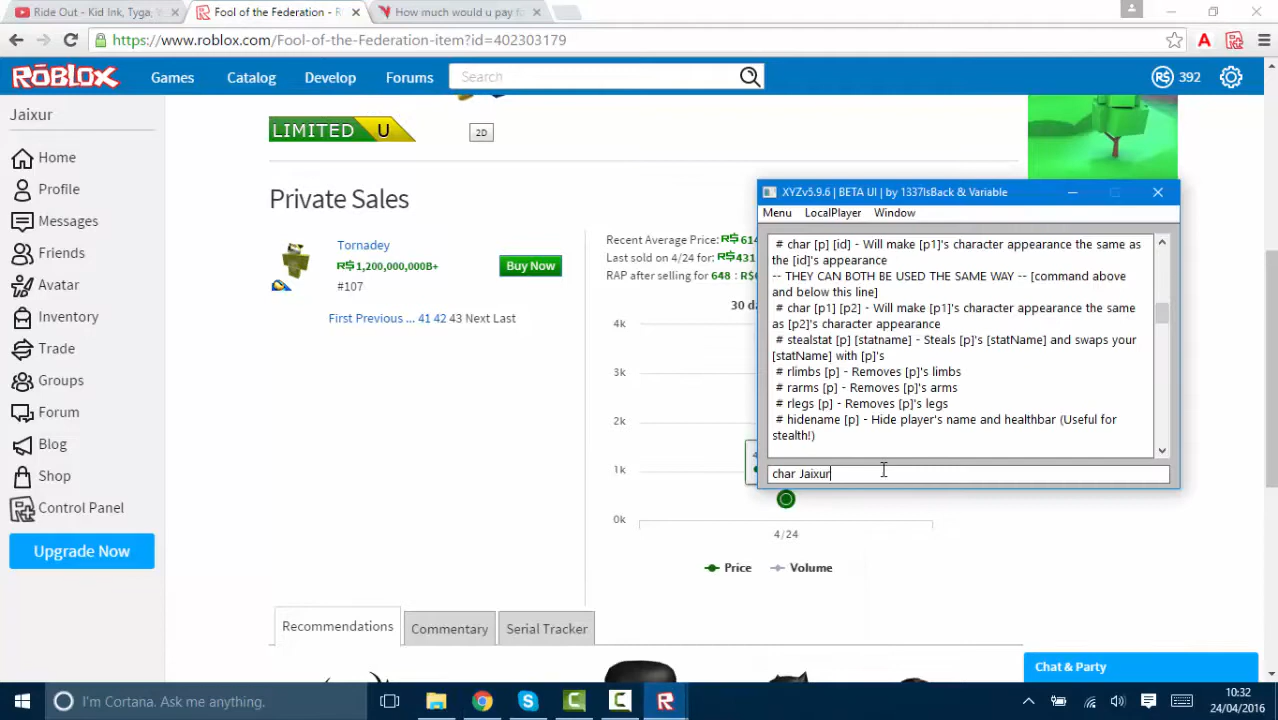 Ride Out - Kid Ink, Tyga, 
Fool of the Federation - R
How much would u pay fo
https://www.roblox.com/Fool-of-the-Federation-item?id=402303179
ROBLOX
Games
Catalog
Develop
Forums
Search
R$ 392
Jaixur
Home
Profile
Messages
Friends
Avatar
Inventory
Trade
Groups
Forum
Blog
Shop
Control Panel
Upgrade Now
LIMITED U
2D
Private Sales
Tornadey
R$ 1,200,000,000B+
#107
Buy Now
First Previous ... 41 42 43 Next Last
Recent Average Price: R$ 614
Last sold on 4/24 for R$ 431
RAP after selling for 648 : R$
30 da
4k
3k
2k
1k
0k
4/24
Price
Volume
XYZv5.9.6 | BETA UI | by 1337IsBack & Variable
Menu
LocalPlayer
Window
# char [p] [id] - Will make [p1]'s character appearance the same as
the [id]'s appearance
-- THEY CAN BOTH BE USED THE SAME WAY -- [command above
and below this line]
# char [p1] [p2] - Will make [p1]'s character appearance the same
as [p2]'s character appearance
# stealstat [p] [statname] - Steals [p]'s [statName] and swaps your
[statName] with [p]'s
# rlimbs [p] - Removes [p]'s limbs
# rarms [p] - Removes [p]'s arms
# rlegs [p] - Removes [p]'s legs
# hidename [p] - Hide player's name and healthbar (Useful for
stealth!)
char Jaixur
Recommendations
Commentary
Serial Tracker
Chat & Party
I'm Cortana. Ask me anything.
10:32
24/04/2016